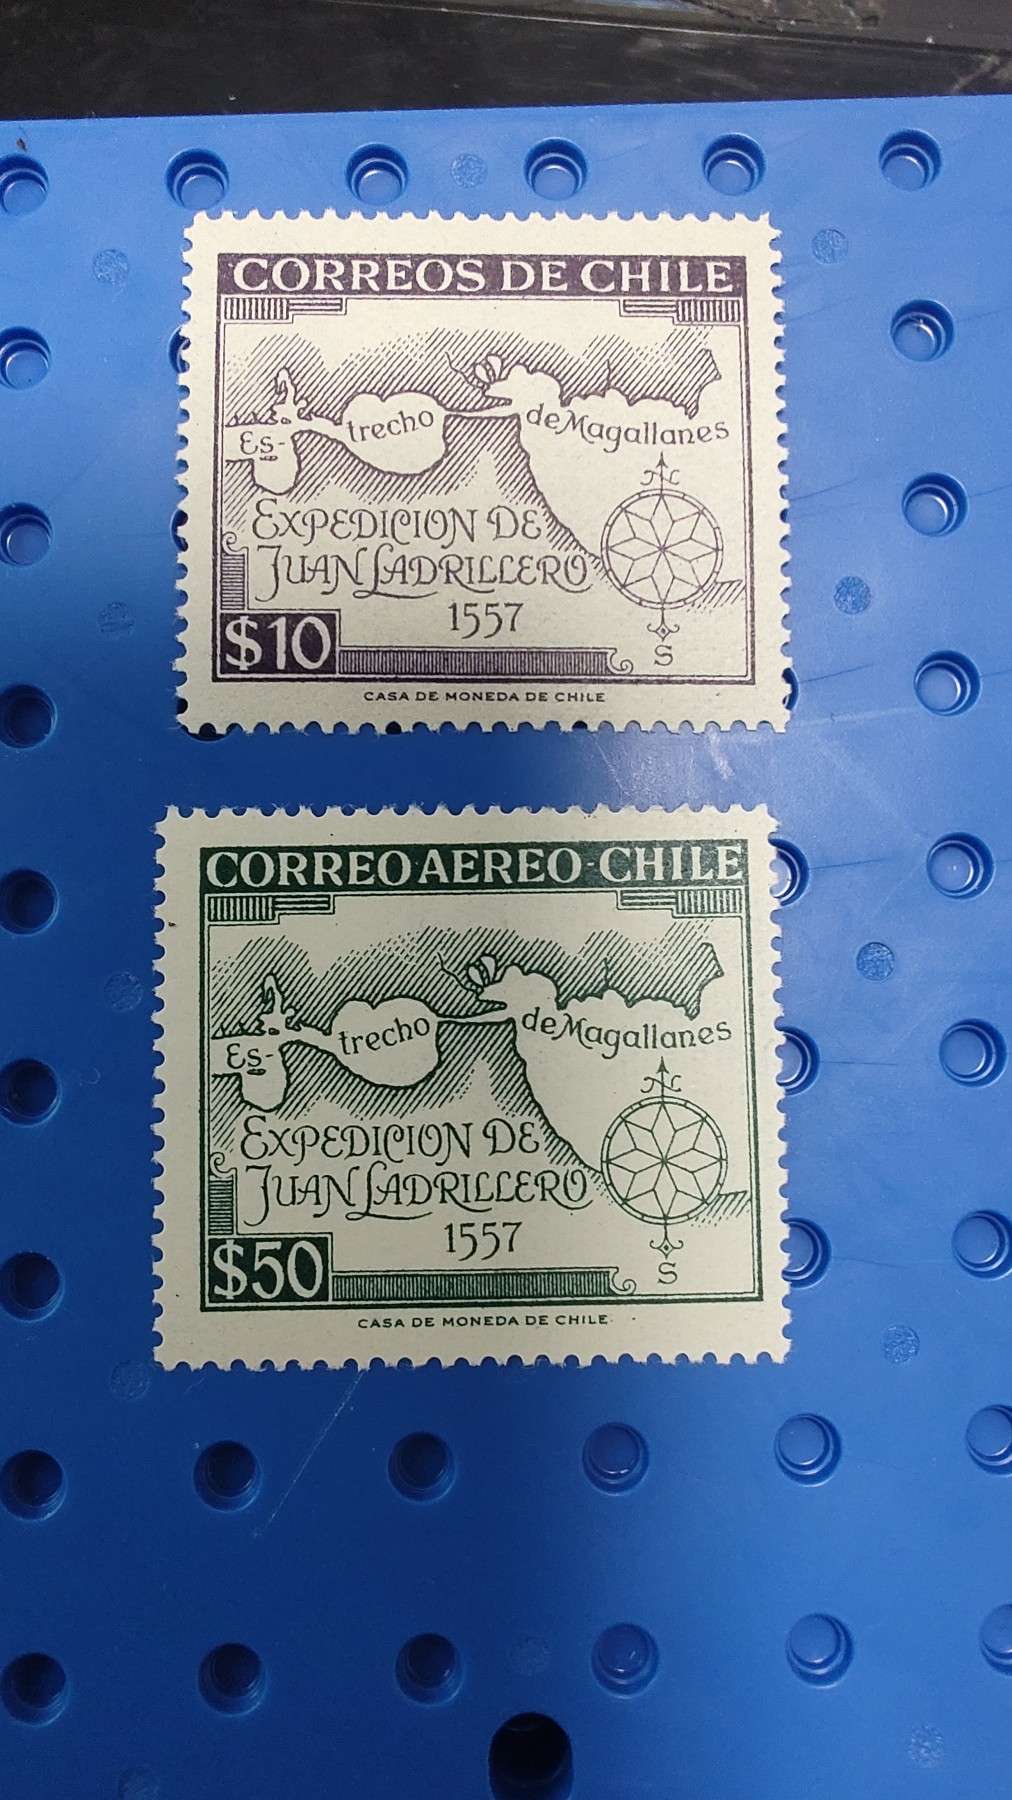 CORREOS DE CHILE
Es-
trecho
de Magallanes
N
EXPEDICION DE
JUAN LADRILLERO
1557
$10
S
CASA DE MONEDA DE CHILE
CORREO AEREO-CHILE
Es-
trecho
de Magallanes
N
EXPEDICION DE
JUAN LADRILLERO
1557
$50
S
CASA DE MONEDA DE CHILE